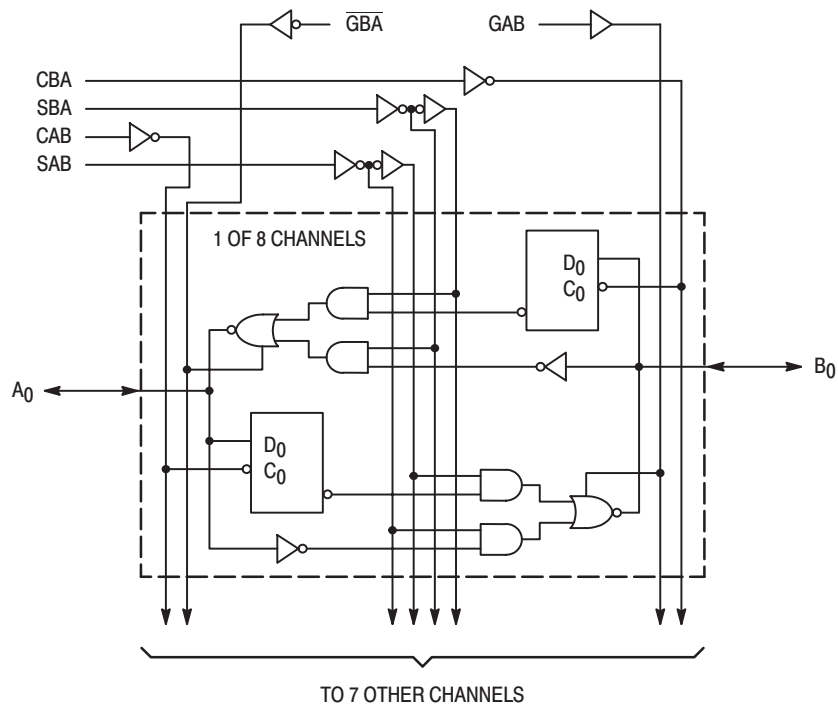 G̅B̅A̅ GAB
CBA
SBA
CAB
SAB
1 OF 8 CHANNELS
D0
C0
A0
B0
D0
C0
TO 7 OTHER CHANNELS